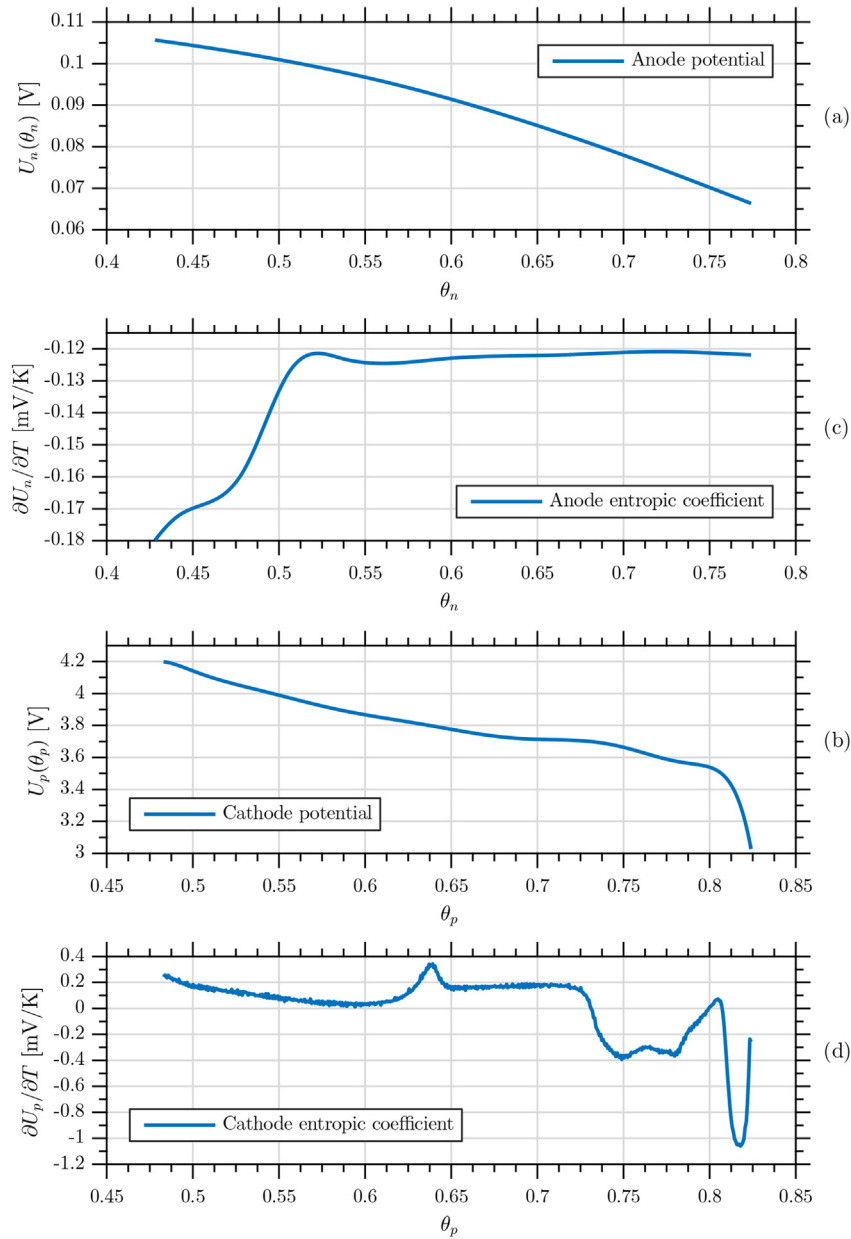 0.11
0.1
0.09
0.08
0.07
0.06
U_n(θ_n) [V]
Anode potential
(a)
0.4 0.45 0.5 0.55 0.6 0.65 0.7 0.75 0.8
θ_n
-0.12
-0.13
-0.14
-0.15
-0.16
-0.17
-0.18
∂U_n/∂T [mV/K]
Anode entropic coefficient
(c)
0.4 0.45 0.5 0.55 0.6 0.65 0.7 0.75 0.8
θ_n
4.2
4
3.8
3.6
3.4
3.2
3
U_p(θ_p) [V]
Cathode potential
(b)
0.45 0.5 0.55 0.6 0.65 0.7 0.75 0.8 0.85
θ_p
0.4
0.2
0
-0.2
-0.4
-0.6
-0.8
-1
-1.2
∂U_p/∂T [mV/K]
Cathode entropic coefficient
(d)
0.45 0.5 0.55 0.6 0.65 0.7 0.75 0.8 0.85
θ_p